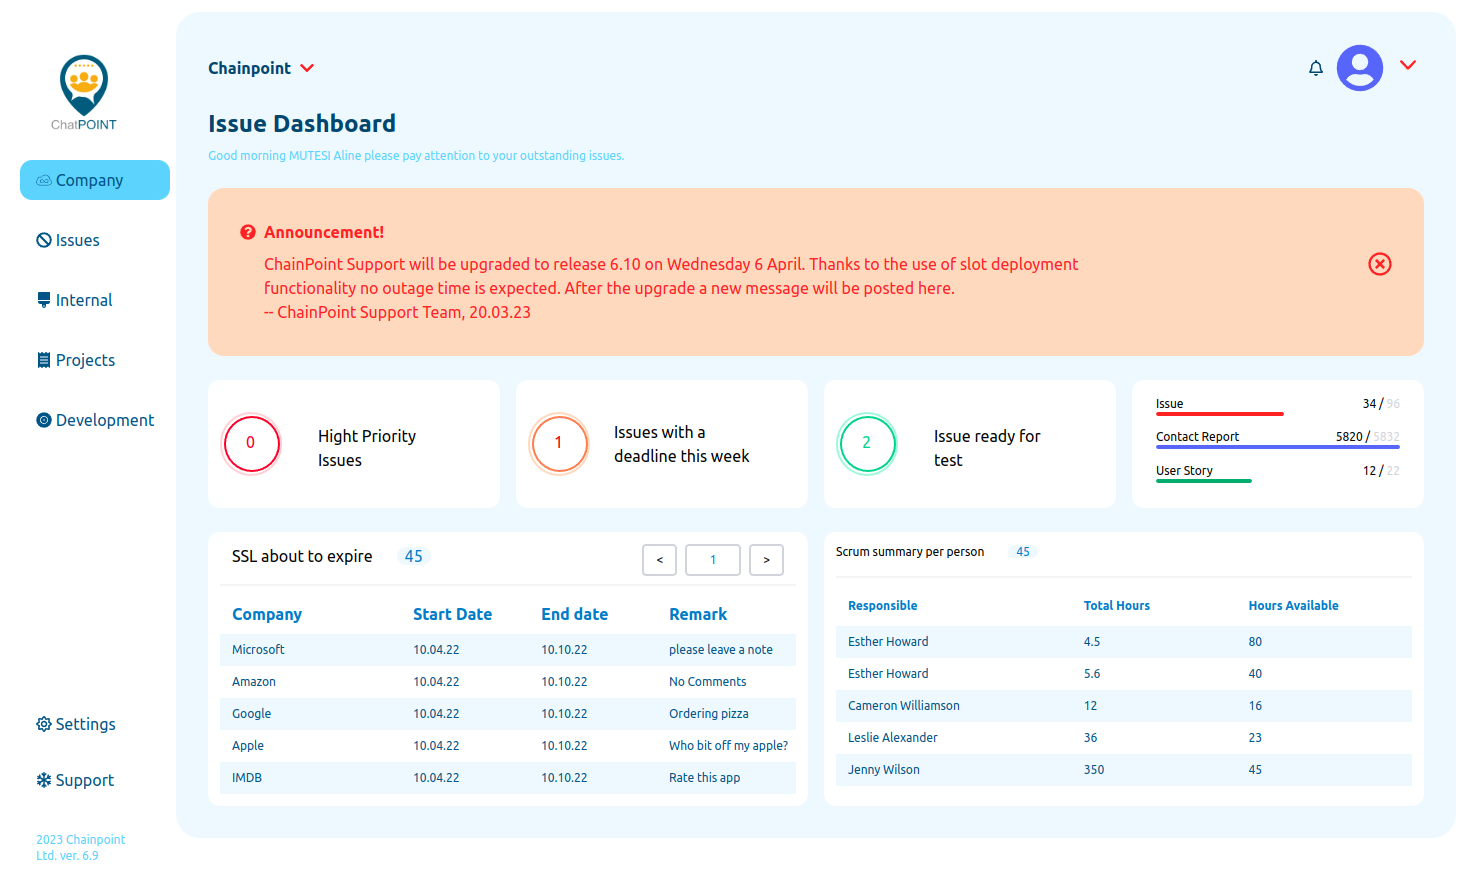 ChatPOINT
Company
Issues
Internal
Projects
Development
Settings
Support
2023 Chainpoint
Ltd. ver. 6.9
Chainpoint
Issue Dashboard
Good morning MUTESI Aline please pay attention to your outstanding issues.
Announcement!
ChainPoint Support will be upgraded to release 6.10 on Wednesday 6 April. Thanks to the use of slot deployment
functionality no outage time is expected. After the upgrade a new message will be posted here.
-- ChainPoint Support Team, 20.03.23
0
Hight Priority
Issues
1
Issues with a
deadline this week
2
Issue ready for
test
Issue 34 / 96
Contact Report 5820 / 5832
User Story 12 / 22
SSL about to expire 45 < 1 >
Company Start Date End date Remark
Microsoft 10.04.22 10.10.22 please leave a note
Amazon 10.04.22 10.10.22 No Comments
Google 10.04.22 10.10.22 Ordering pizza
Apple 10.04.22 10.10.22 Who bit off my apple?
IMDB 10.04.22 10.10.22 Rate this app
Scrum summary per person 45
Responsible Total Hours Hours Available
Esther Howard 4.5 80
Esther Howard 5.6 40
Cameron Williamson 12 16
Leslie Alexander 36 23
Jenny Wilson 350 45